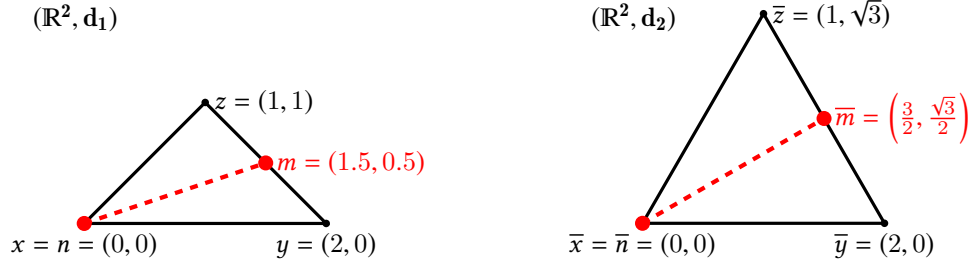 (ℝ², d₁)
z = (1, 1)
m = (1.5, 0.5)
x = n = (0, 0)
y = (2, 0)
(ℝ², d₂)
z̅ = (1, √3)
m̅ = (3/2, √3/2)
x̅ = n̅ = (0, 0)
y̅ = (2, 0)